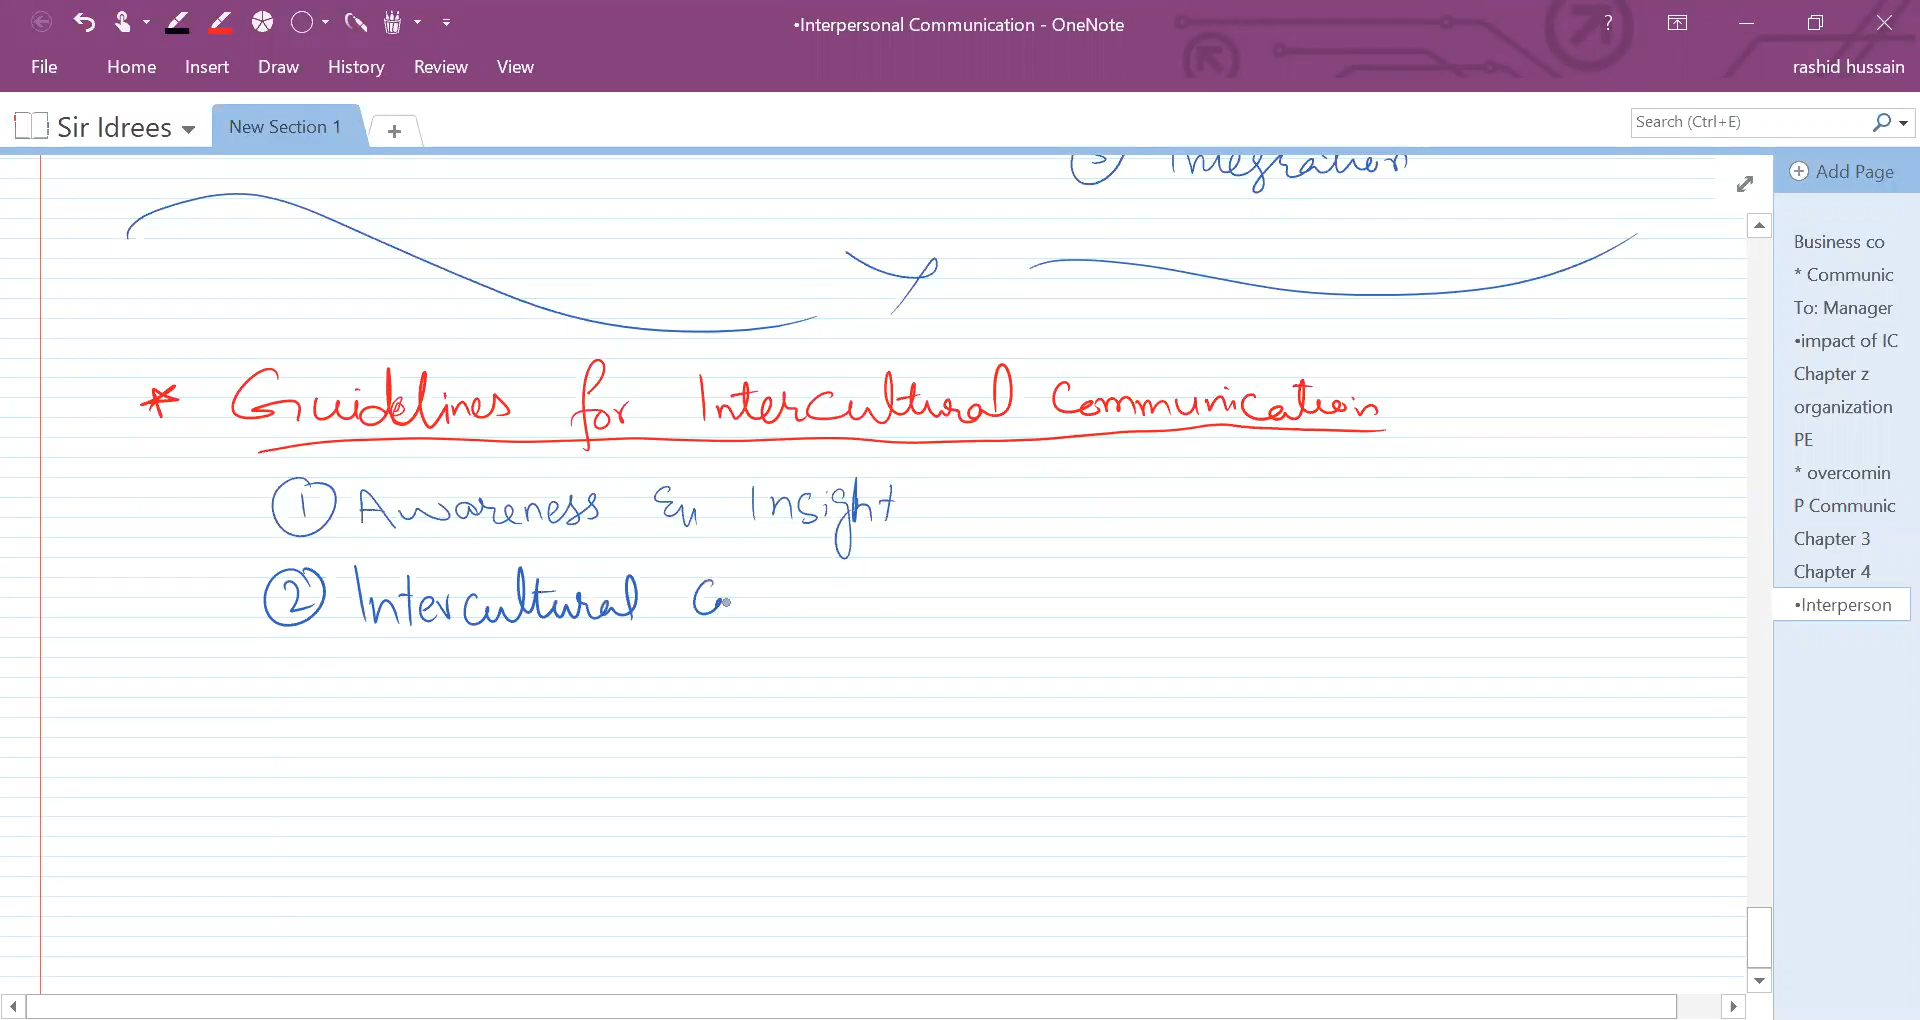 •Interpersonal Communication - OneNote
?
File Home Insert Draw History Review View
rashid hussain
Sir Idrees
New Section 1
+
Search (Ctrl+E)
③ Integration
Add Page
Business co
* Communic
To: Manager
•impact of IC
Chapter z
organization
PE
* overcomin
P Communic
Chapter 3
Chapter 4
•Interperson
* Guidelines for Intercultural Communication
① Awareness & Insight
② Intercultural Co